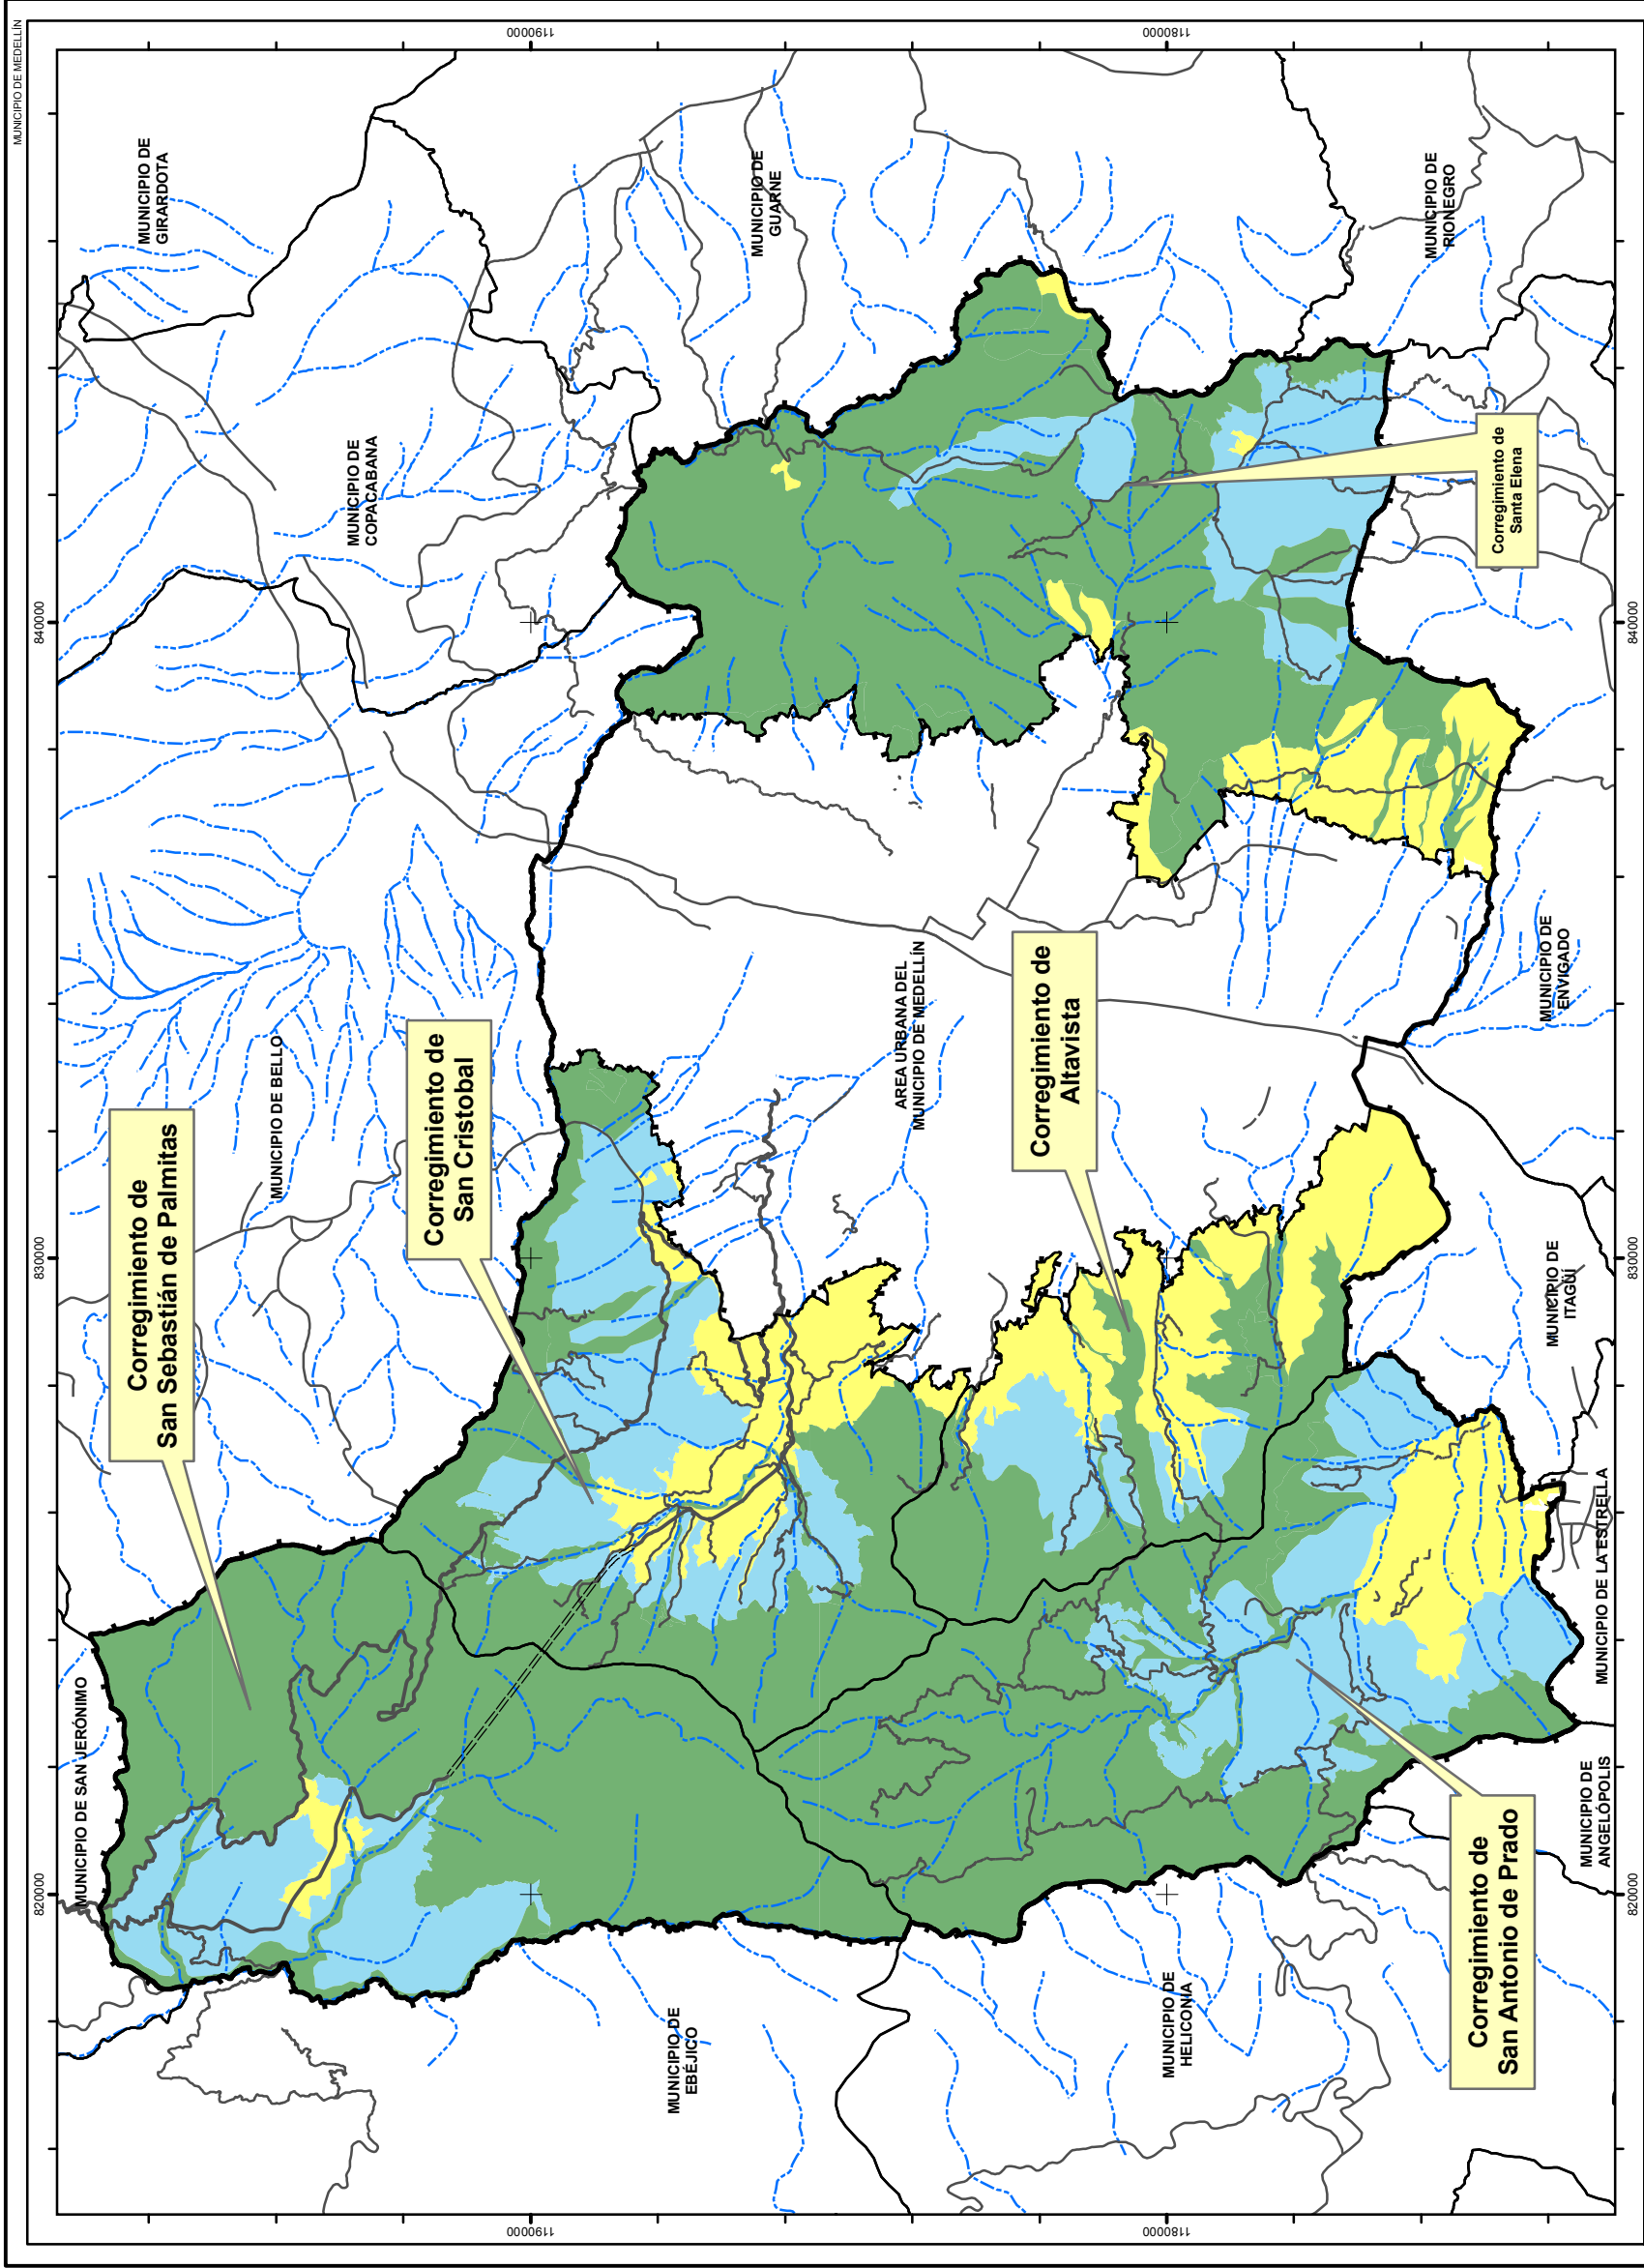 MUNICIPIO DE MEDELLÍN
820000
830000
840000
MUNICIPIO DE SAN JERÓNIMO
Corregimiento de
San Sebastián de Palmitas
MUNICIPIO DE BELLO
MUNICIPIO DE
COPACABANA
MUNICIPIO DE
GIRARDOTA
1190000
1190000
Corregimiento de
San Cristobal
MUNICIPIO DE
EBÉJICO
MUNICIPIO DE
GUARNE
AREA URBANA DEL
MUNICIPIO DE MEDELLÍN
Corregimiento de
Altavista
1180000
1180000
MUNICIPIO DE
HELICONIA
MUNICIPIO DE
RIONEGRO
Corregimiento de
Santa Elena
Corregimiento de
San Antonio de Prado
MUNICIPIO DE
ANGELÓPOLIS
MUNICIPIO DE LA ESTRELLA
MUNICIPIO DE
ITAGÜÍ
MUNICIPIO DE
ENVIGADO
820000
830000
840000